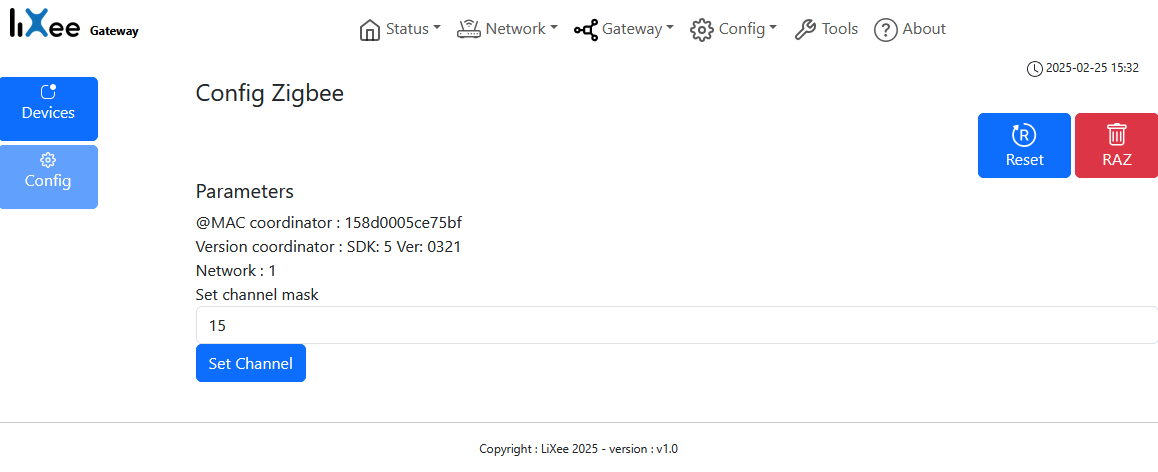 LiXee Gateway
Status Network Gateway Config Tools About
2025-02-25 15:32
Devices
Config
Config Zigbee
R
Reset
RAZ
Parameters
@MAC coordinator : 158d0005ce75bf
Version coordinator : SDK: 5 Ver: 0321
Network : 1
Set channel mask
15
Set Channel
Copyright : LiXee 2025 - version : v1.0